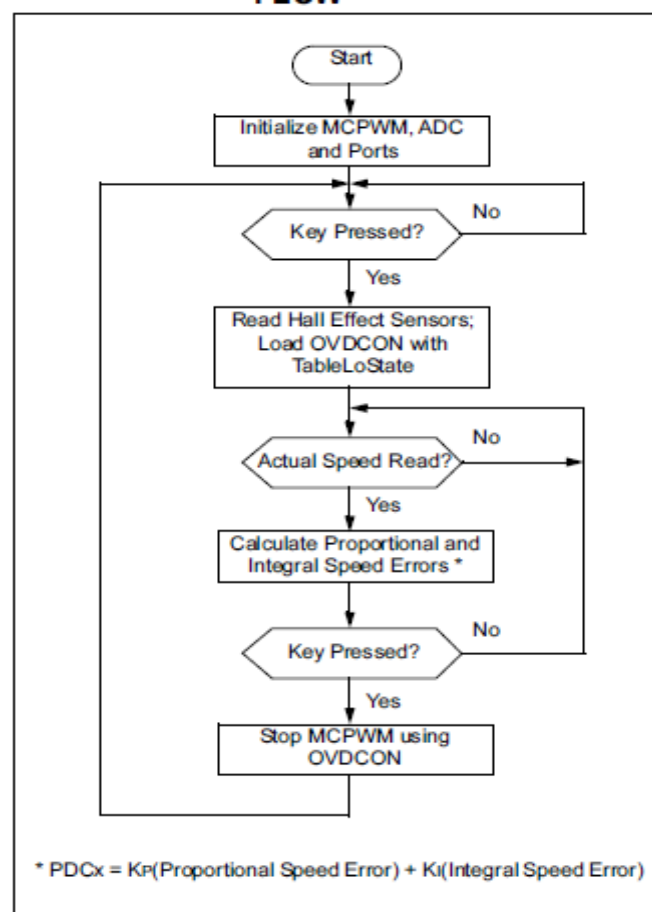 Start
Initialize MCPWM, ADC
and Ports
No
Key Pressed?
Yes
Read Hall Effect Sensors;
Load OVDCON with
TableLoState
No
Actual Speed Read?
Yes
Calculate Proportional and
Integral Speed Errors *
No
Key Pressed?
Yes
Stop MCPWM using
OVDCON
* PDCx = KP(Proportional Speed Error) + KI(Integral Speed Error)